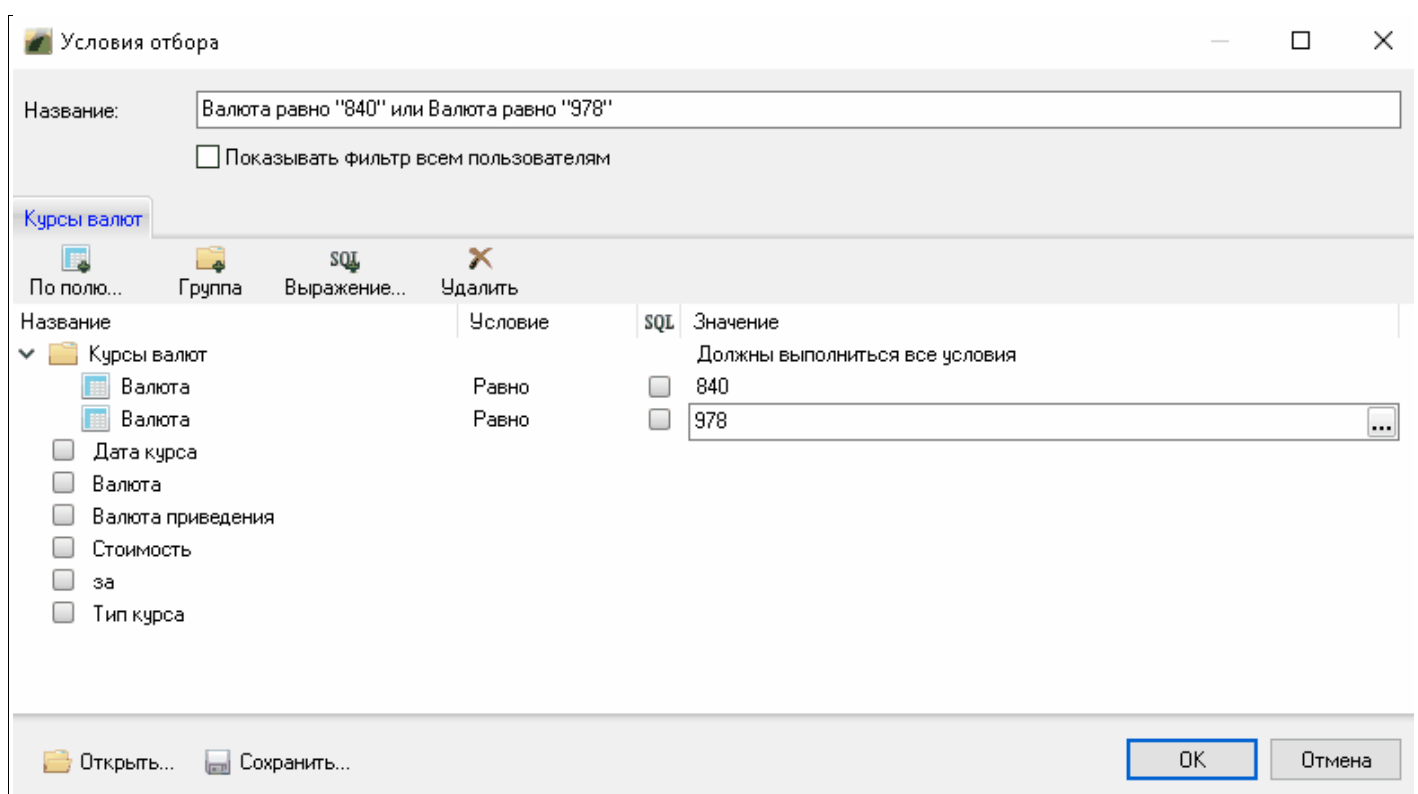 Условия отбора
Название: Валюта равно "840" или Валюта равно "978"
Показывать фильтр всем пользователям
Курсы валют
SQL
По полю... Группа Выражение... Удалить
Название Условие SQL Значение
Курсы валют Должны выполниться все условия
Валюта Равно 840
Валюта Равно 978 ...
Дата курса
Валюта
Валюта приведения
Стоимость
за
Тип курса
Открыть... Сохранить... OK Отмена